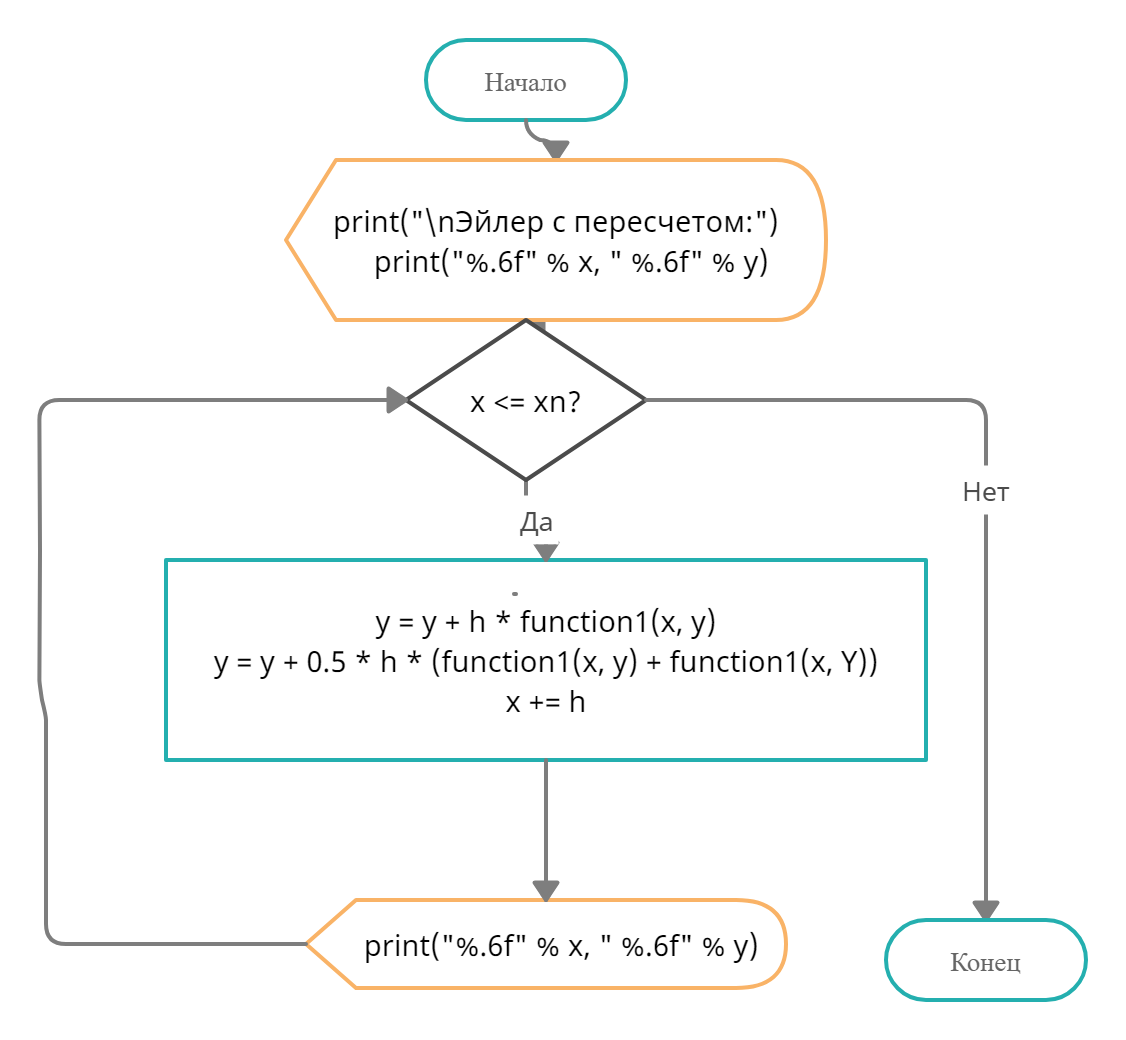 Начало
print("\nЭйлер с пересчетом:")
print("%.6f" % x, " %.6f" % y)
x <= xn?
Нет
Да
y = y + h * function1(x, y)
y = y + 0.5 * h * (function1(x, y) + function1(x, Y))
x += h
print("%.6f" % x, " %.6f" % y)
Конец